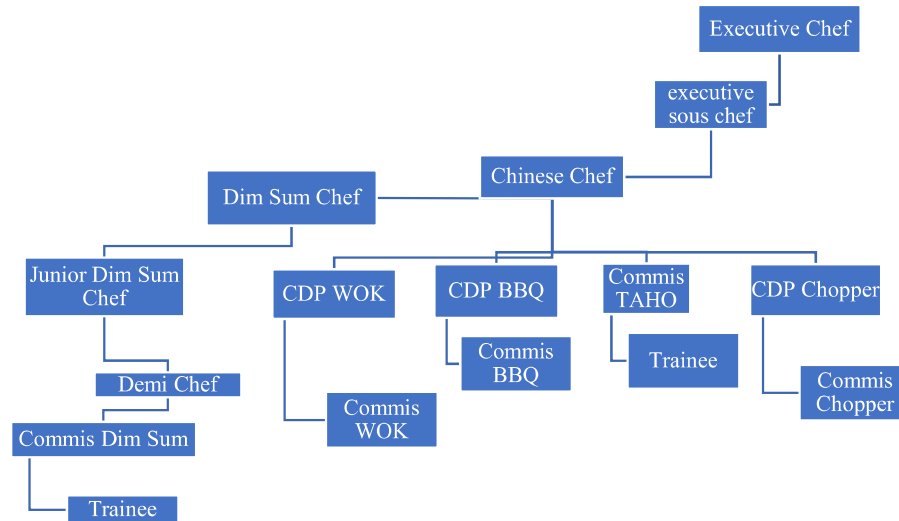 Executive Chef
executive
sous chef
Chinese Chef
Dim Sum Chef
Junior Dim Sum
Chef
CDP WOK
CDP BBQ
Commis
TAHO
CDP Chopper
Commis
BBQ
Trainee
Demi Chef
Commis
Chopper
Commis
WOK
Commis Dim Sum
Trainee